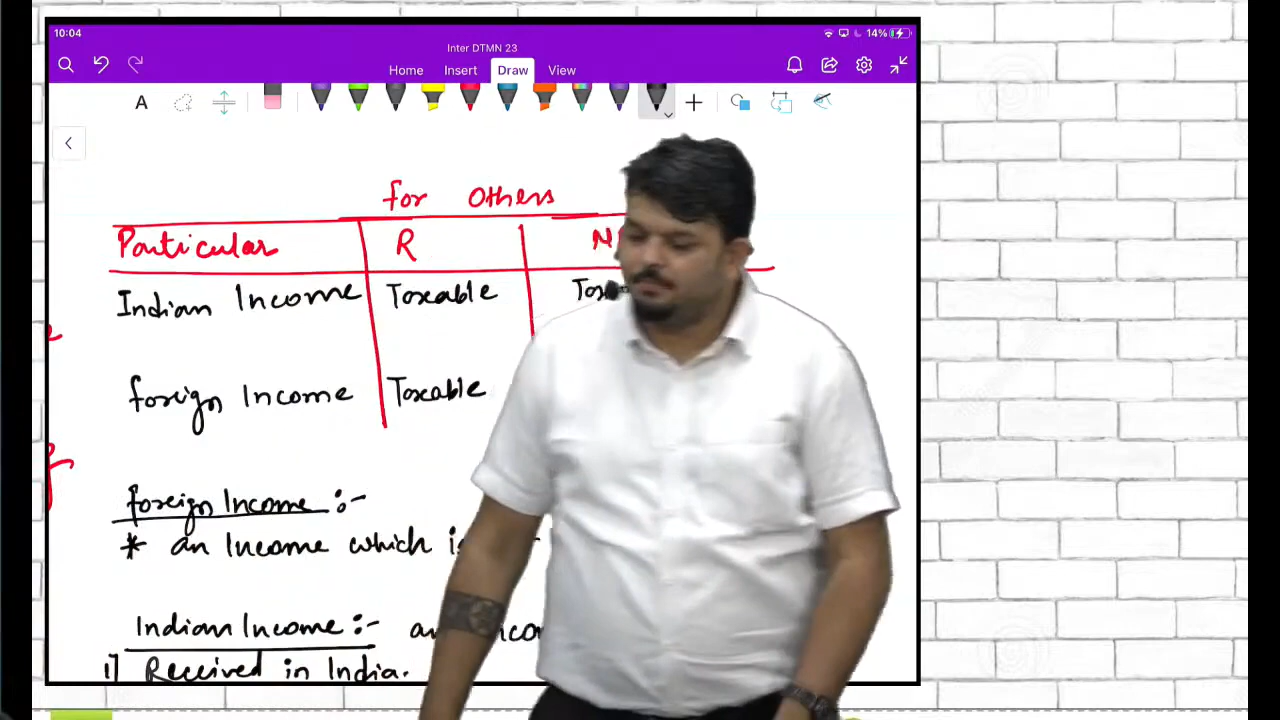 10:04
14%
Inter DTMN 23
Home Insert Draw View
A
for Others
Particular R
Indian Income Taxable
foreign Income Taxable
foreign Income :-
* an Income which
Indian Income :-
1] Received in India.